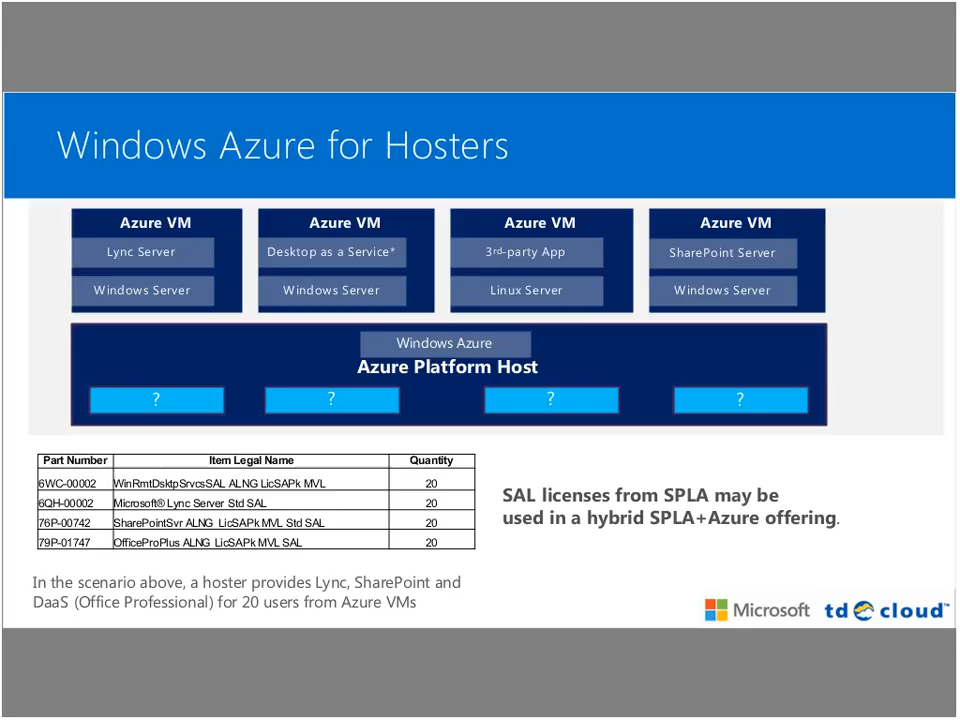 Windows Azure for Hosters
Azure VM
Lync Server
Windows Server
Azure VM
Desktop as a Service*
Windows Server
Azure VM
3rd-party App
Linux Server
Azure VM
SharePoint Server
Windows Server
Windows Azure
Azure Platform Host
? ? ? ?
Part Number Item Legal Name Quantity
6WC-00002 WinRmtDsktpSrvcsSAL ALNG LicSAPk MVL 20
6QH-00002 Microsoft® Lync Server Std SAL 20
76P-00742 SharePointSvr ALNG LicSAPk MVL Std SAL 20
79P-01747 OfficeProPlus ALNG LicSAPk MVL SAL 20
SAL licenses from SPLA may be
used in a hybrid SPLA+Azure offering.
In the scenario above, a hoster provides Lync, SharePoint and
DaaS (Office Professional) for 20 users from Azure VMs
Microsoft td cloud™